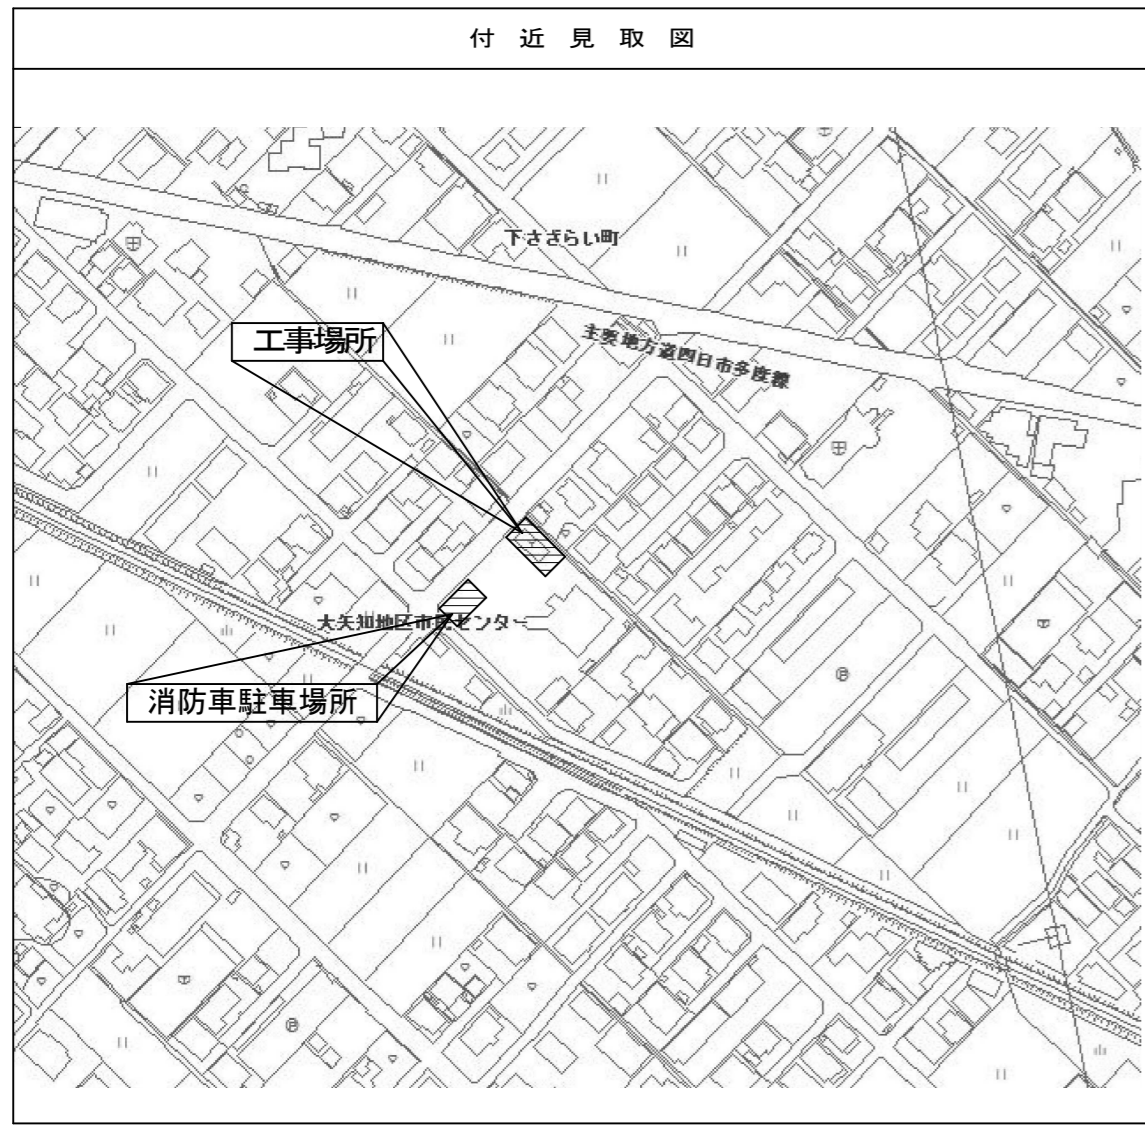 付近見取図
下さざらい町
主要地方道四日市多度線
工事場所
大矢知地区市民センター
消防車駐車場所